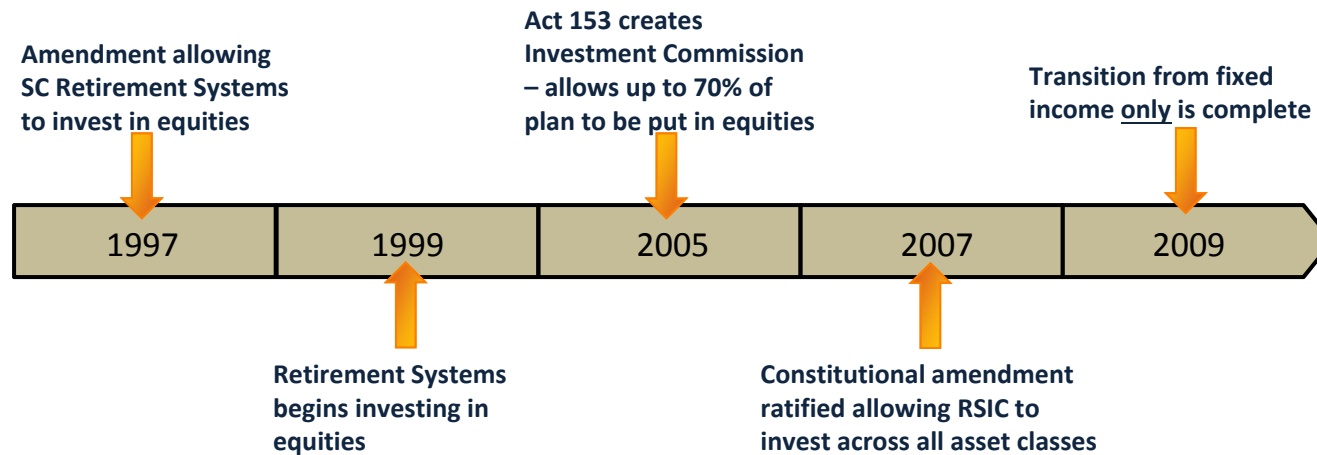 Amendment allowing
SC Retirement Systems
to invest in equities
Act 153 creates
Investment Commission
– allows up to 70% of
plan to be put in equities
Transition from fixed
income only is complete
1997
1999
2005
2007
2009
Retirement Systems
begins investing in
equities
Constitutional amendment
ratified allowing RSIC to
invest across all asset classes